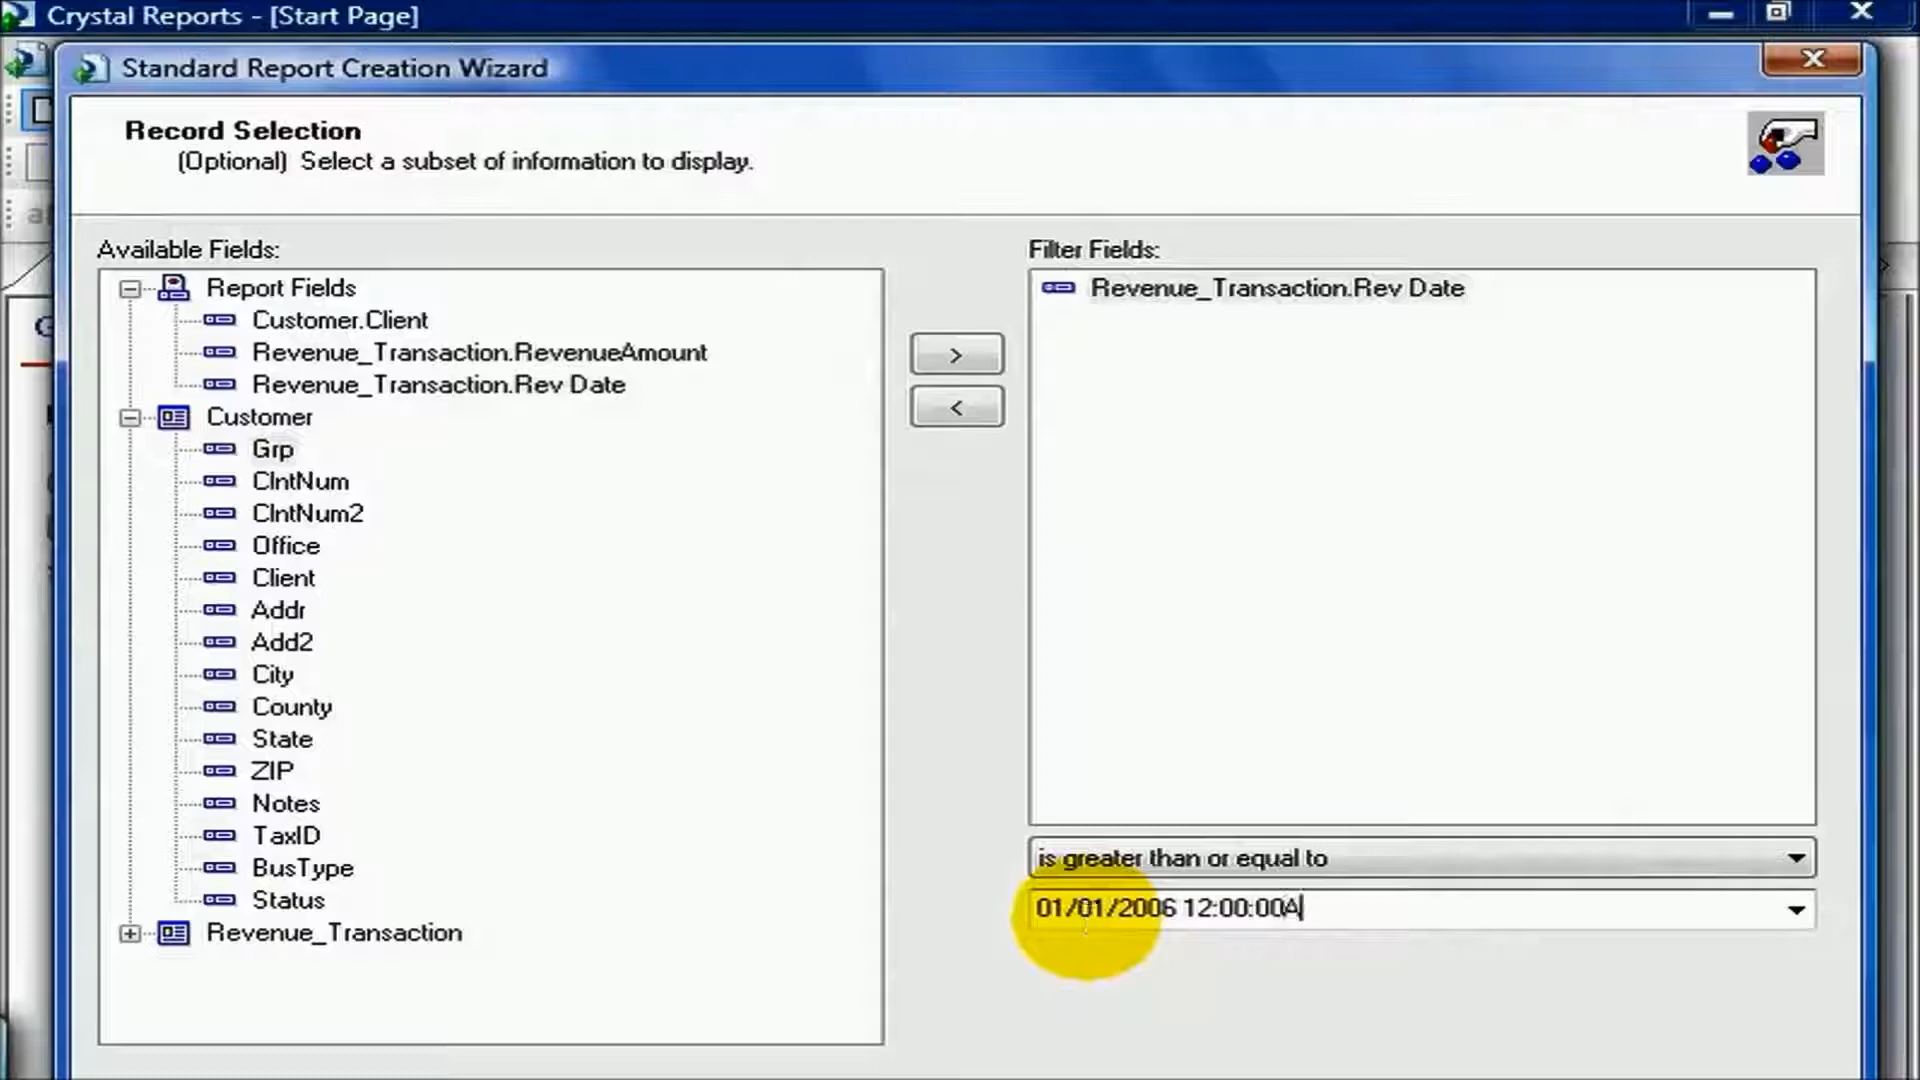 Crystal Reports - [Start Page]
Standard Report Creation Wizard
Record Selection
(Optional) Select a subset of information to display.
Available Fields:
Report Fields
Customer.Client
Revenue_Transaction.RevenueAmount
Revenue_Transaction.Rev Date
Customer
Grp
ClntNum
ClntNum2
Office
Client
Addr
Add2
City
County
State
ZIP
Notes
TaxID
BusType
Status
Revenue_Transaction
>
<
Filter Fields:
Revenue_Transaction.Rev Date
is greater than or equal to
01/01/2006 12:00:00A